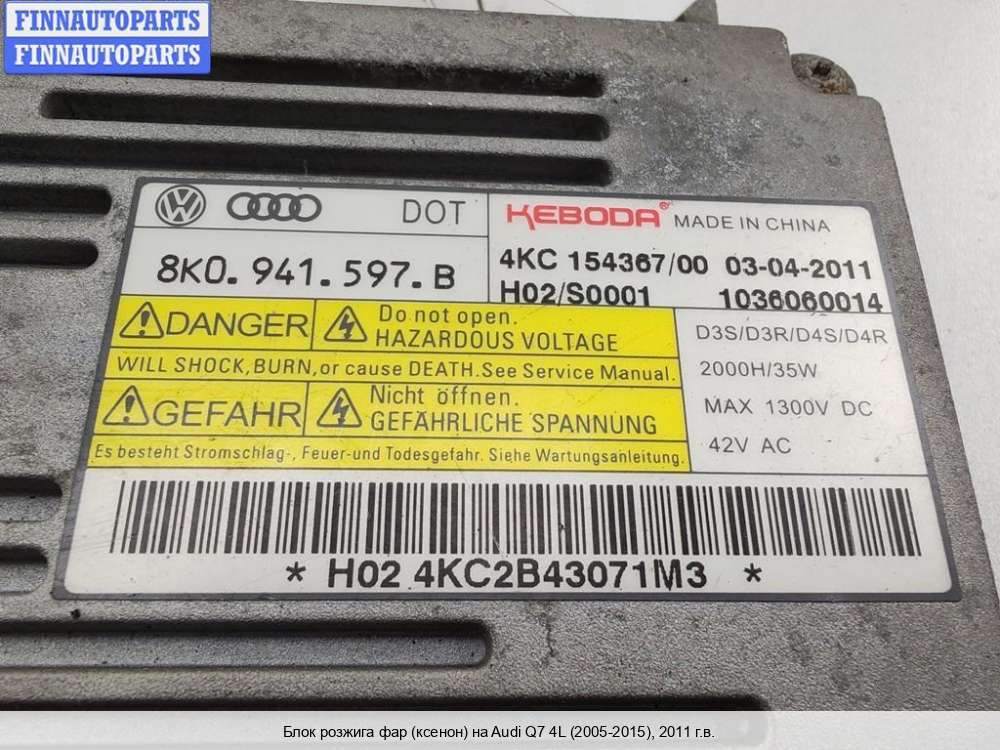 FINNAUTOPARTS
FINNAUTOPARTS
DOT
8K0.941.597.B
KEBODA® MADE IN CHINA
4KC 154367/00 03-04-2011
H02/S0001 1036060014
DANGER
Do not open.
HAZARDOUS VOLTAGE
WILL SHOCK, BURN, or cause DEATH. See Service Manual.
GEFAHR
Nicht öffnen.
GEFÄHRLICHE SPANNUNG
Es besteht Stromschlag-, Feuer-und Todesgefahr. Siehe Wartungsanleitung.
D3S/D3R/D4S/D4R
2000H/35W
MAX 1300V DC
42V AC
* H02 4KC2B43071M3 *
Блок розжига фар (ксенон) на Audi Q7 4L (2005-2015), 2011 г.в.